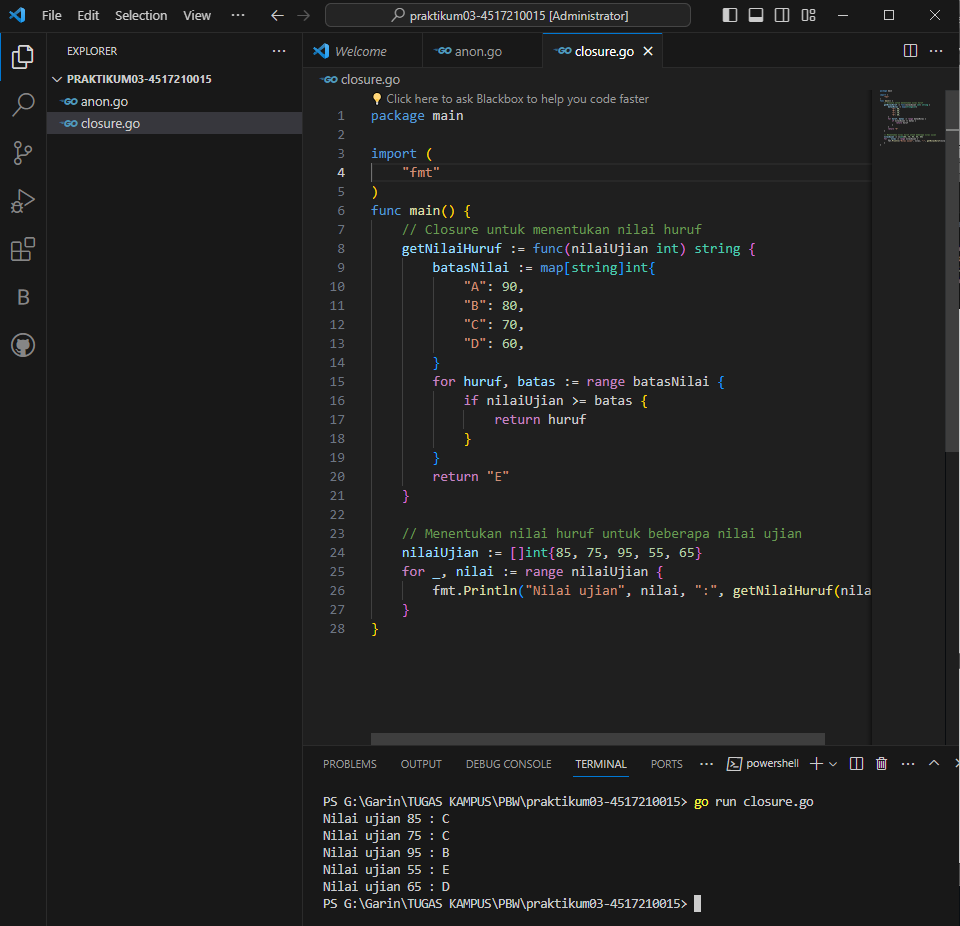 File Edit Selection View ··· praktikum03-4517210015 [Administrator]
EXPLORER ···
PRAKTIKUM03-4517210015
anon.go
closure.go
Welcome
anon.go
closure.go
closure.go
Click here to ask Blackbox to help you code faster
1 package main
2
3 import (
4 "fmt"
5 )
6 func main() {
7 // Closure untuk menentukan nilai huruf
8 getNilaiHuruf := func(nilaiUjian int) string {
9 batasNilai := map[string]int{
10 "A": 90,
11 "B": 80,
12 "C": 70,
13 "D": 60,
14 }
15 for huruf, batas := range batasNilai {
16 if nilaiUjian >= batas {
17 return huruf
18 }
19 }
20 return "E"
21 }
22
23 // Menentukan nilai huruf untuk beberapa nilai ujian
24 nilaiUjian := []int{85, 75, 95, 55, 65}
25 for _, nilai := range nilaiUjian {
26 fmt.Println("Nilai ujian", nilai, ":", getNilaiHuruf(nila
27 }
28 }
PROBLEMS OUTPUT DEBUG CONSOLE TERMINAL PORTS ··· powershell
PS G:\Garin\TUGAS KAMPUS\PBW\praktikum03-4517210015> go run closure.go
Nilai ujian 85 : C
Nilai ujian 75 : C
Nilai ujian 95 : B
Nilai ujian 55 : E
Nilai ujian 65 : D
PS G:\Garin\TUGAS KAMPUS\PBW\praktikum03-4517210015>